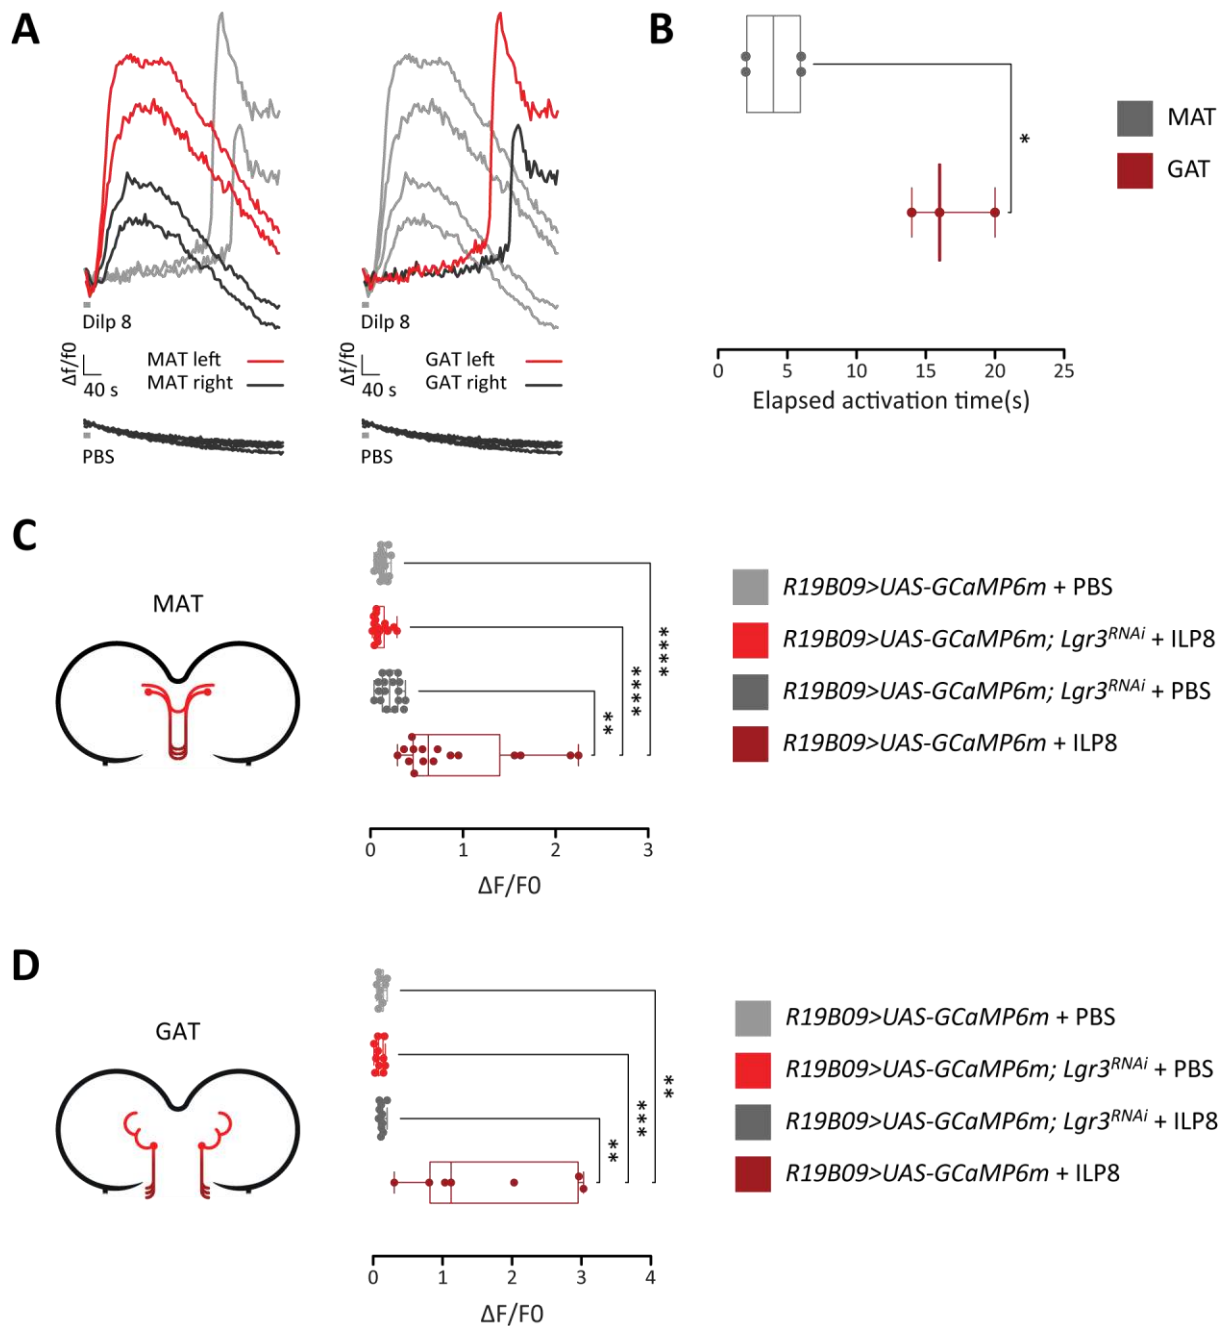 A
Dilp 8
Δf/f0
40 s
MAT left
MAT right
PBS
Dilp 8
Δf/f0
40 s
GAT left
GAT right
PBS
B
*
MAT
GAT
0 5 10 15 20 25
Elapsed activation time(s)
C
MAT
**
****
****
0 1 2 3
ΔF/F0
R19B09>UAS-GCaMP6m + PBS
R19B09>UAS-GCaMP6m; Lgr3RNAi + ILP8
R19B09>UAS-GCaMP6m; Lgr3RNAi + PBS
R19B09>UAS-GCaMP6m + ILP8
D
GAT
**
***
**
0 1 2 3 4
ΔF/F0
R19B09>UAS-GCaMP6m + PBS
R19B09>UAS-GCaMP6m; Lgr3RNAi + PBS
R19B09>UAS-GCaMP6m; Lgr3RNAi + ILP8
R19B09>UAS-GCaMP6m + ILP8